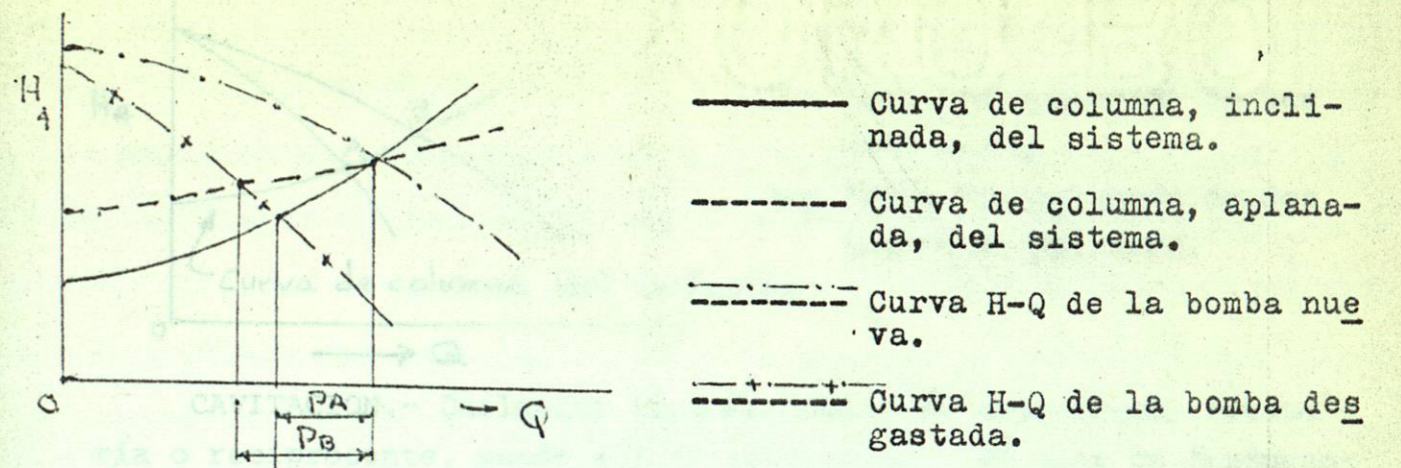 H
Curva de columna, incli-
nada, del sistema.
Curva de columna, aplana-
da, del sistema.
Curva H-Q de la bomba nue
va.
Curva H-Q de la bomba des
gastada.
O
PA
Q
PB